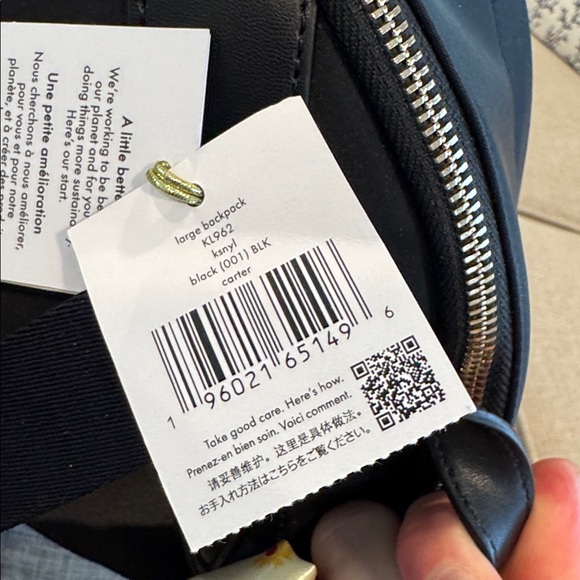 A little bette
We're working to be be
our planet and for you
doing things more sustaina
Here's our start.
Une petite amélioration
Nous cherchons à nous améliorer,
pour vous et pour notre
planète, et à créer des
large backpack
KL962
ksnyl
black (001) BLK
carter
1 96021 65149 6
Take good care. Here's how.
Prenez-en bien soin. Voici comment.
请妥善维护。这里是具体做法。
お手入れ方法はこちらをご覧ください。